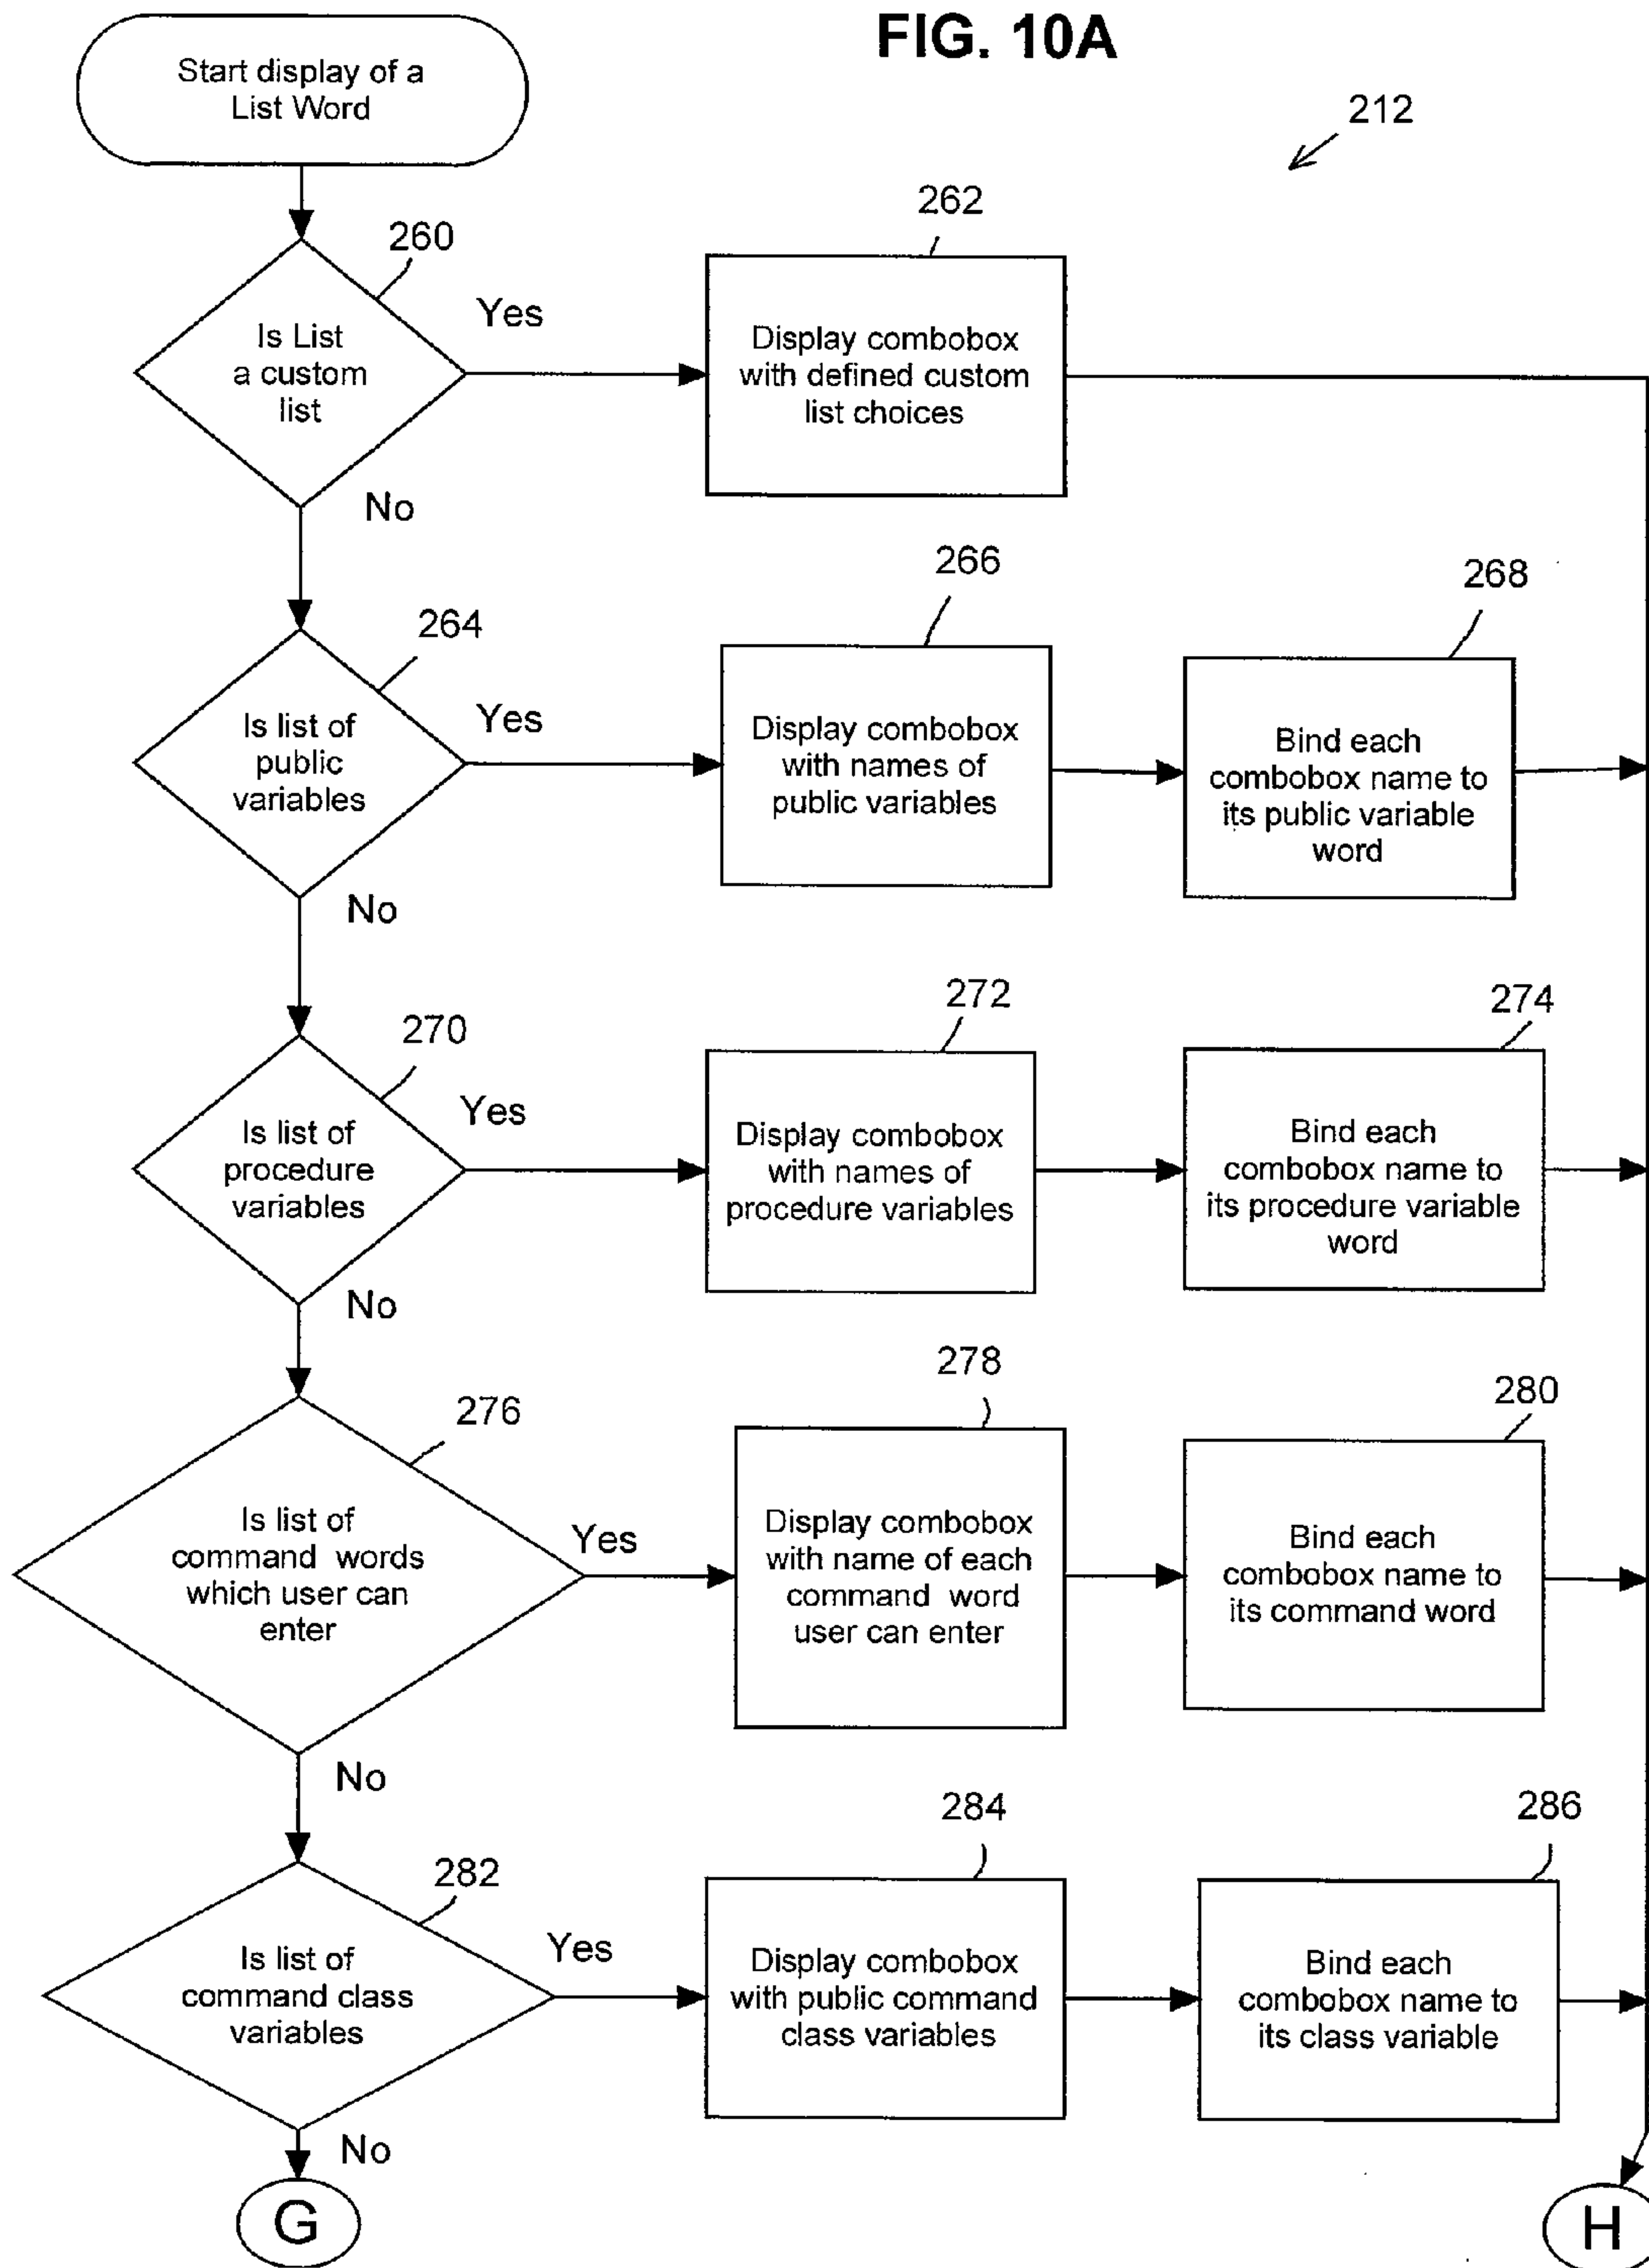 FIG. 10A
212
Start display of a
List Word
260
Is List
a custom
list
Yes
No
262
Display combobox
with defined custom
list choices
264
Is list of
public
variables
Yes
No
266
Display combobox
with names of
public variables
268
Bind each
combobox name to
its public variable
word
270
Is list of
procedure
variables
Yes
No
272
Display combobox
with names of
procedure variables
274
Bind each
combobox name to
its procedure variable
word
276
Is list of
command words
which user can
enter
Yes
No
278
Display combobox
with name of each
command word
user can enter
280
Bind each
combobox name to
its command word
282
Is list of
command class
variables
Yes
No
284
Display combobox
with public command
class variables
286
Bind each
combobox name to
its class variable
G
H